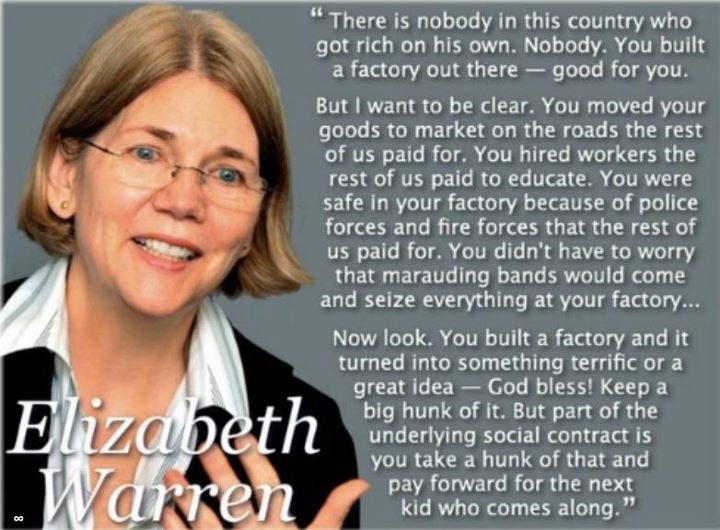 “ There is nobody in this country who
got rich on his own. Nobody. You built
a factory out there — good for you.
But I want to be clear. You moved your
goods to market on the roads the rest
of us paid for. You hired workers the
rest of us paid to educate. You were
safe in your factory because of police
forces and fire forces that the rest of
us paid for. You didn't have to worry
that marauding bands would come
and seize everything at your factory...
Now look. You built a factory and it
turned into something terrific or a
great idea — God bless! Keep a
big hunk of it. But part of the
underlying social contract is
you take a hunk of that and
pay forward for the next
kid who comes along.”
Elizabeth
Warren
∞